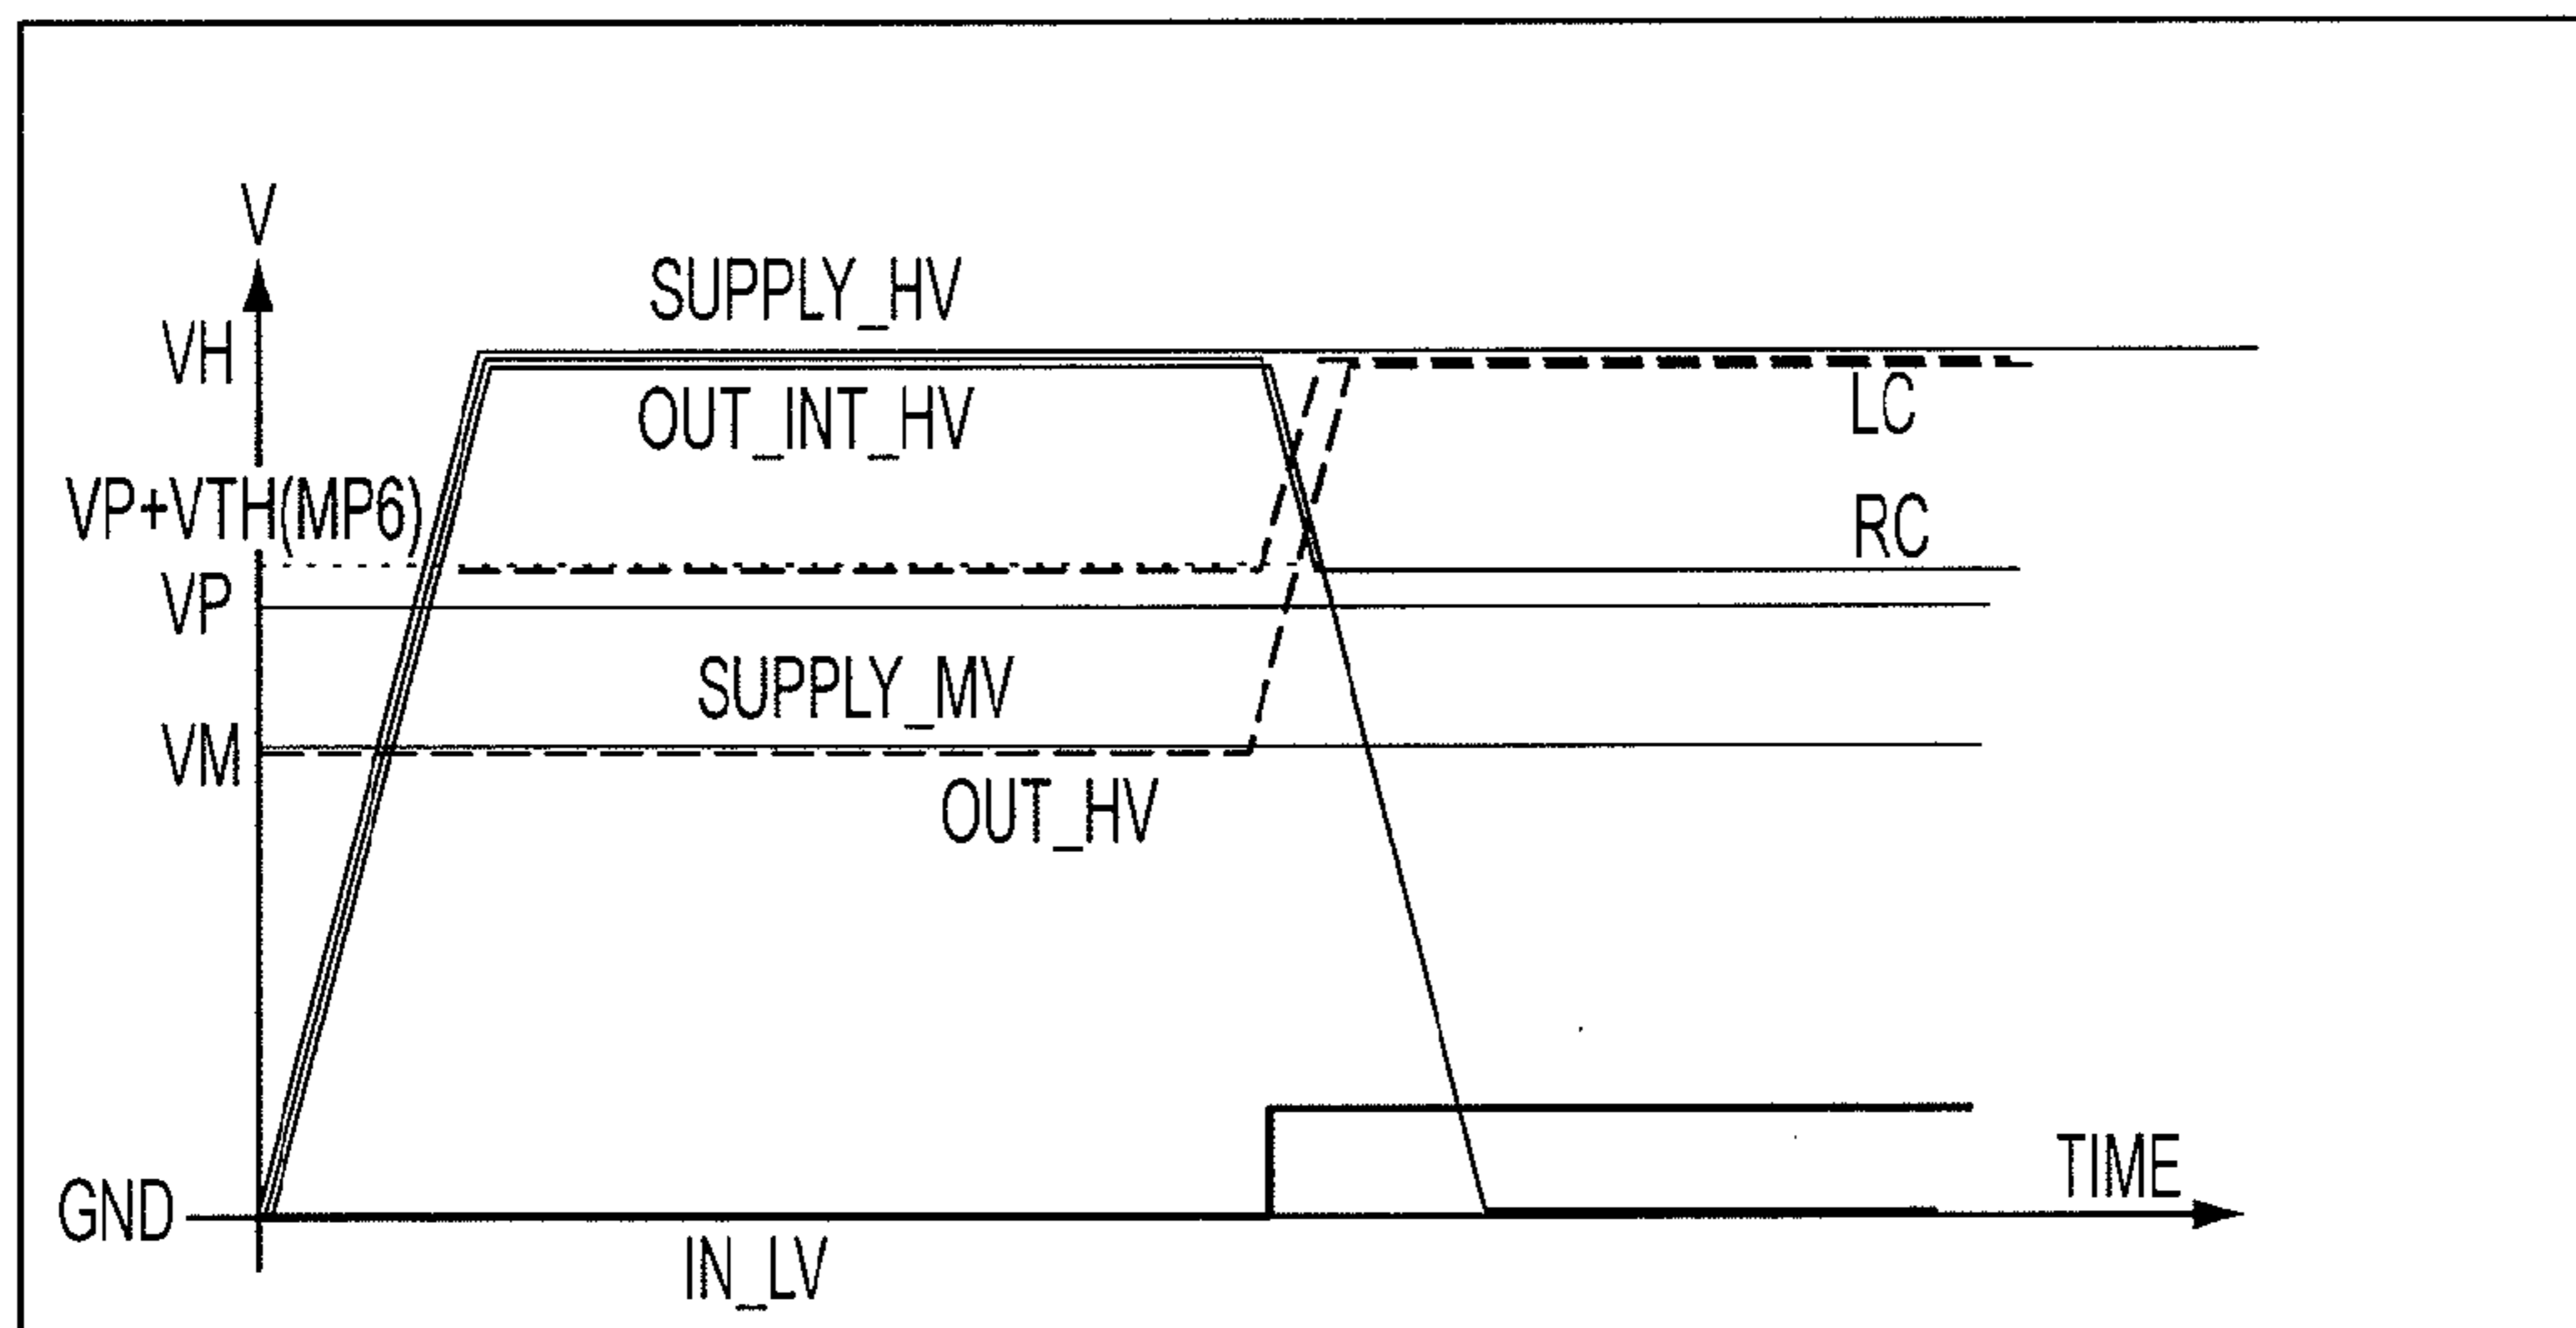 V
SUPPLY_HV
VH
OUT_INT_HV
LC
VP+VTH(MP6)
RC
VP
SUPPLY_MV
VM
OUT_HV
TIME
GND
IN_LV